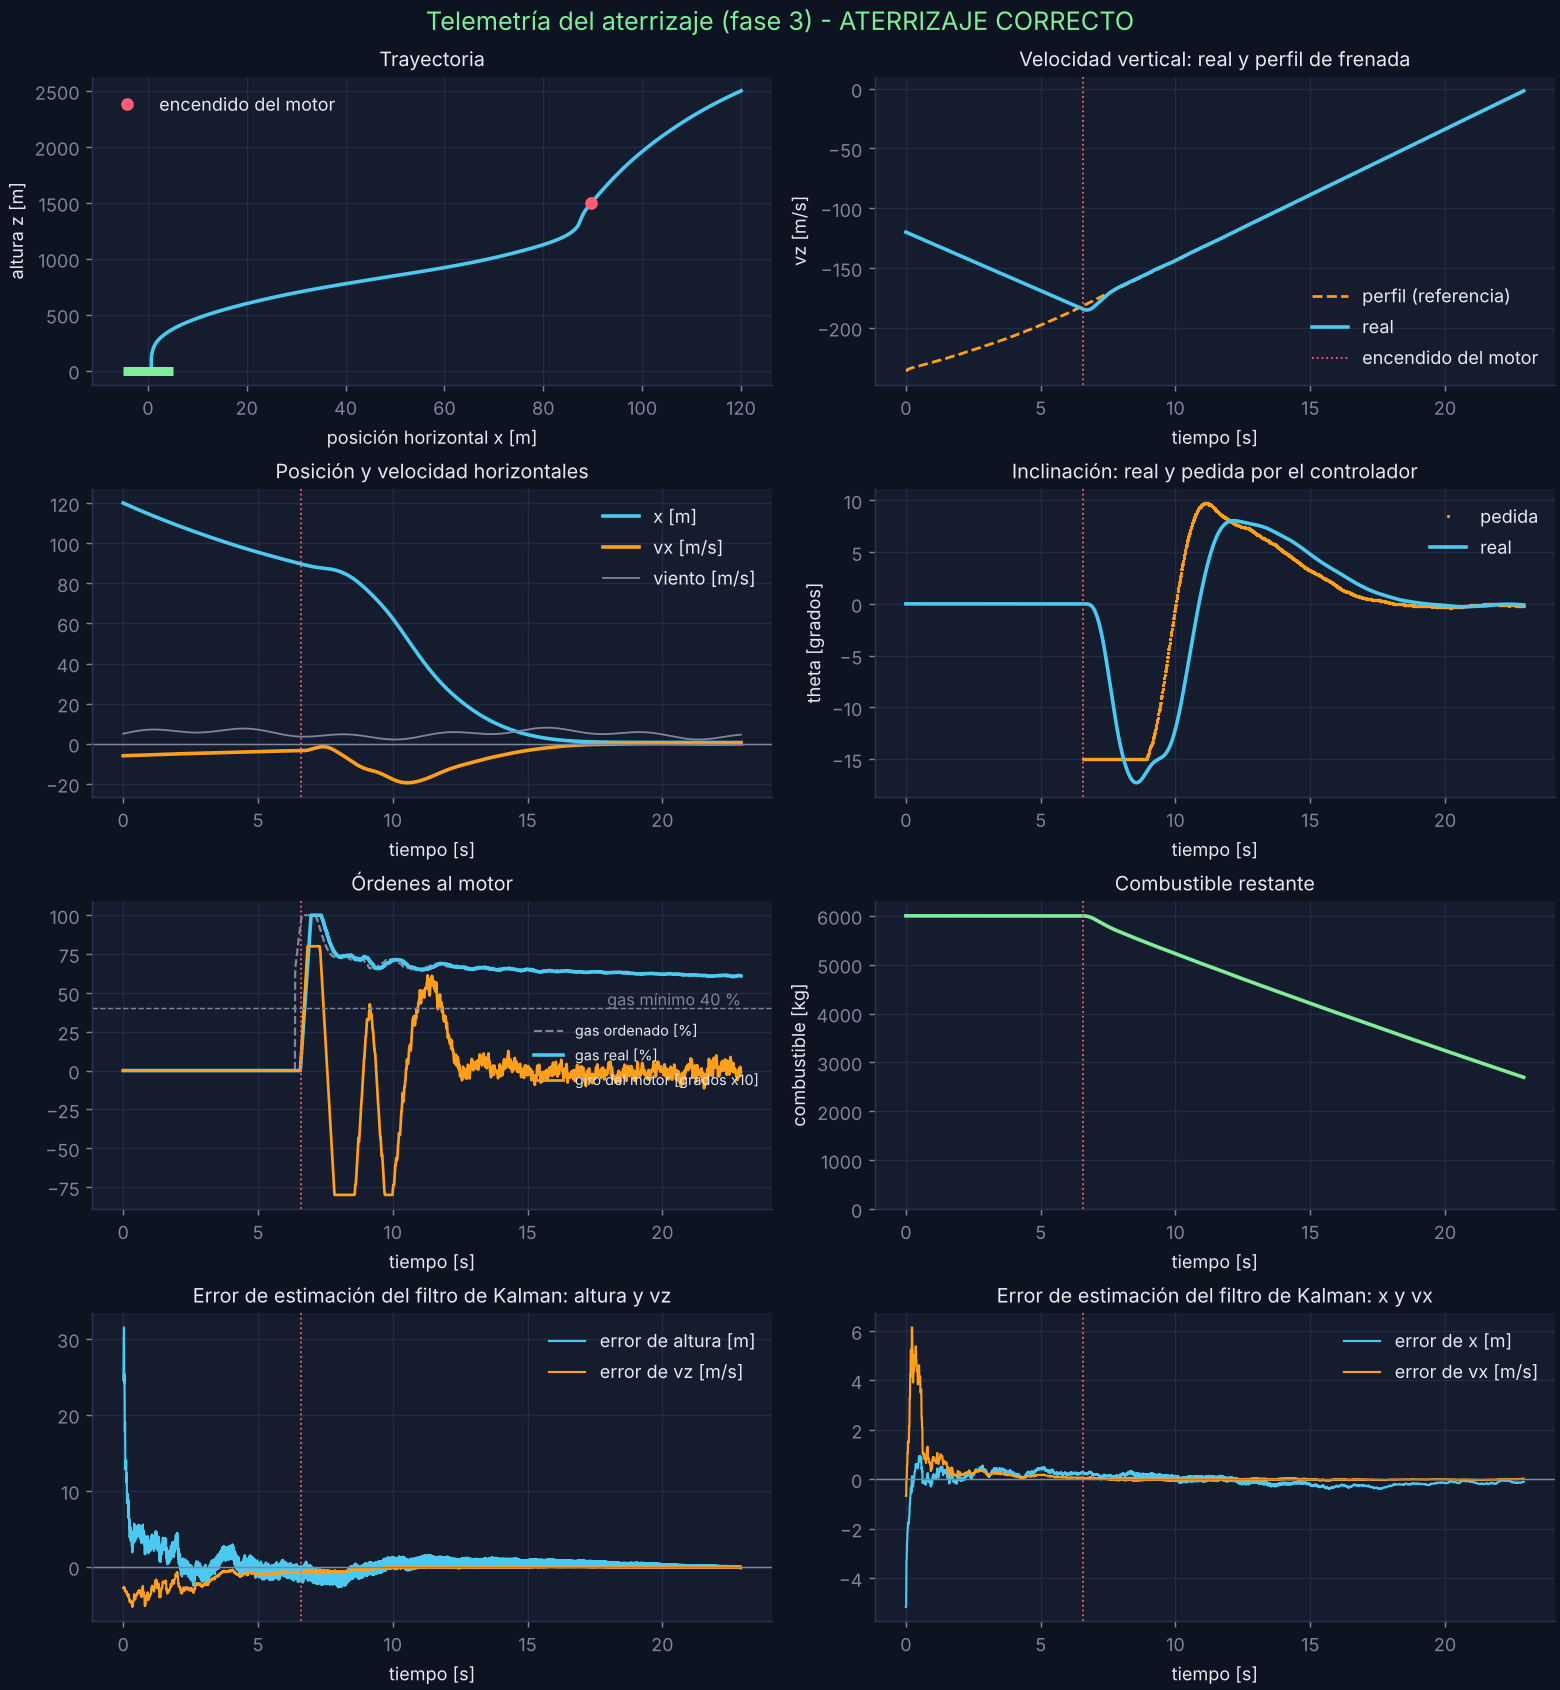 Telemetría del aterrizaje (fase 3) - ATERRIZAJE CORRECTO
Trayectoria
altura z [m]
2500
2000
1500
1000
500
0
encendido del motor
0 20 40 60 80 100 120
posición horizontal x [m]
Velocidad vertical: real y perfil de frenada
vz [m/s]
0
−50
−100
−150
−200
perfil (referencia)
real
encendido del motor
0 5 10 15 20
tiempo [s]
Posición y velocidad horizontales
120
100
80
60
40
20
0
−20
x [m]
vx [m/s]
viento [m/s]
0 5 10 15 20
tiempo [s]
Inclinación: real y pedida por el controlador
theta [grados]
10
5
0
−5
−10
−15
pedida
real
0 5 10 15 20
tiempo [s]
Órdenes al motor
100
75
50
25
0
−25
−50
−75
gas mínimo 40 %
gas ordenado [%]
gas real [%]
giro del motor [grados x10]
0 5 10 15 20
tiempo [s]
Combustible restante
combustible [kg]
6000
5000
4000
3000
2000
1000
0
0 5 10 15 20
tiempo [s]
Error de estimación del filtro de Kalman: altura y vz
30
20
10
0
error de altura [m]
error de vz [m/s]
0 5 10 15 20
tiempo [s]
Error de estimación del filtro de Kalman: x y vx
6
4
2
0
−2
−4
error de x [m]
error de vx [m/s]
0 5 10 15 20
tiempo [s]